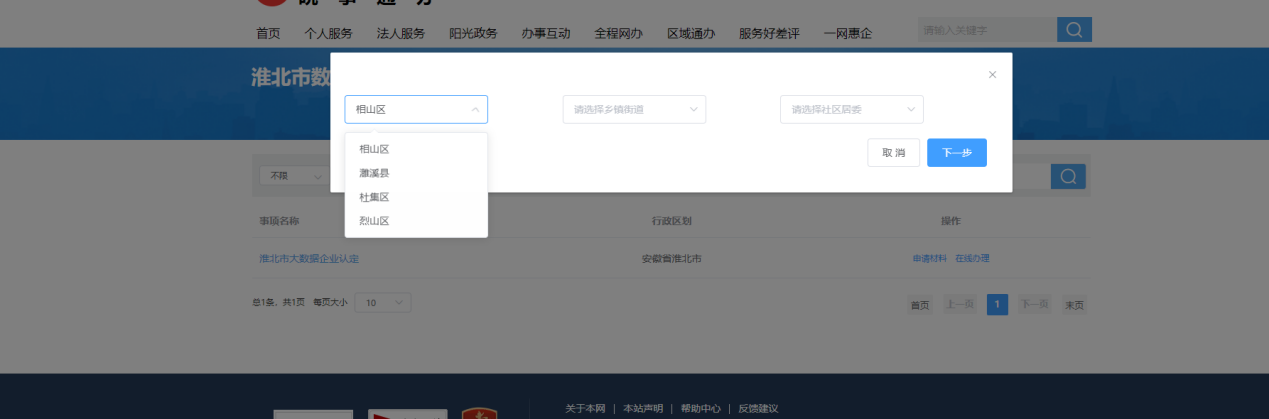 首页 个人服务 法人服务 阳光政务 办事互动 全程网办 区域通办 服务好差评 一网惠企 请输入关键字
淮北市数
相山区 请选择乡镇街道 请选择社区居委
取 消 下一步
相山区
濉溪县
杜集区
烈山区
不限
事项名称 行政区划 操作
淮北市大数据企业认定 安徽省淮北市 申请材料 在线办理
总1条，共1页 每页大小 10 首页 上一页 1 下一页 末页
关于本网 | 本站声明 | 帮助中心 | 反馈建议